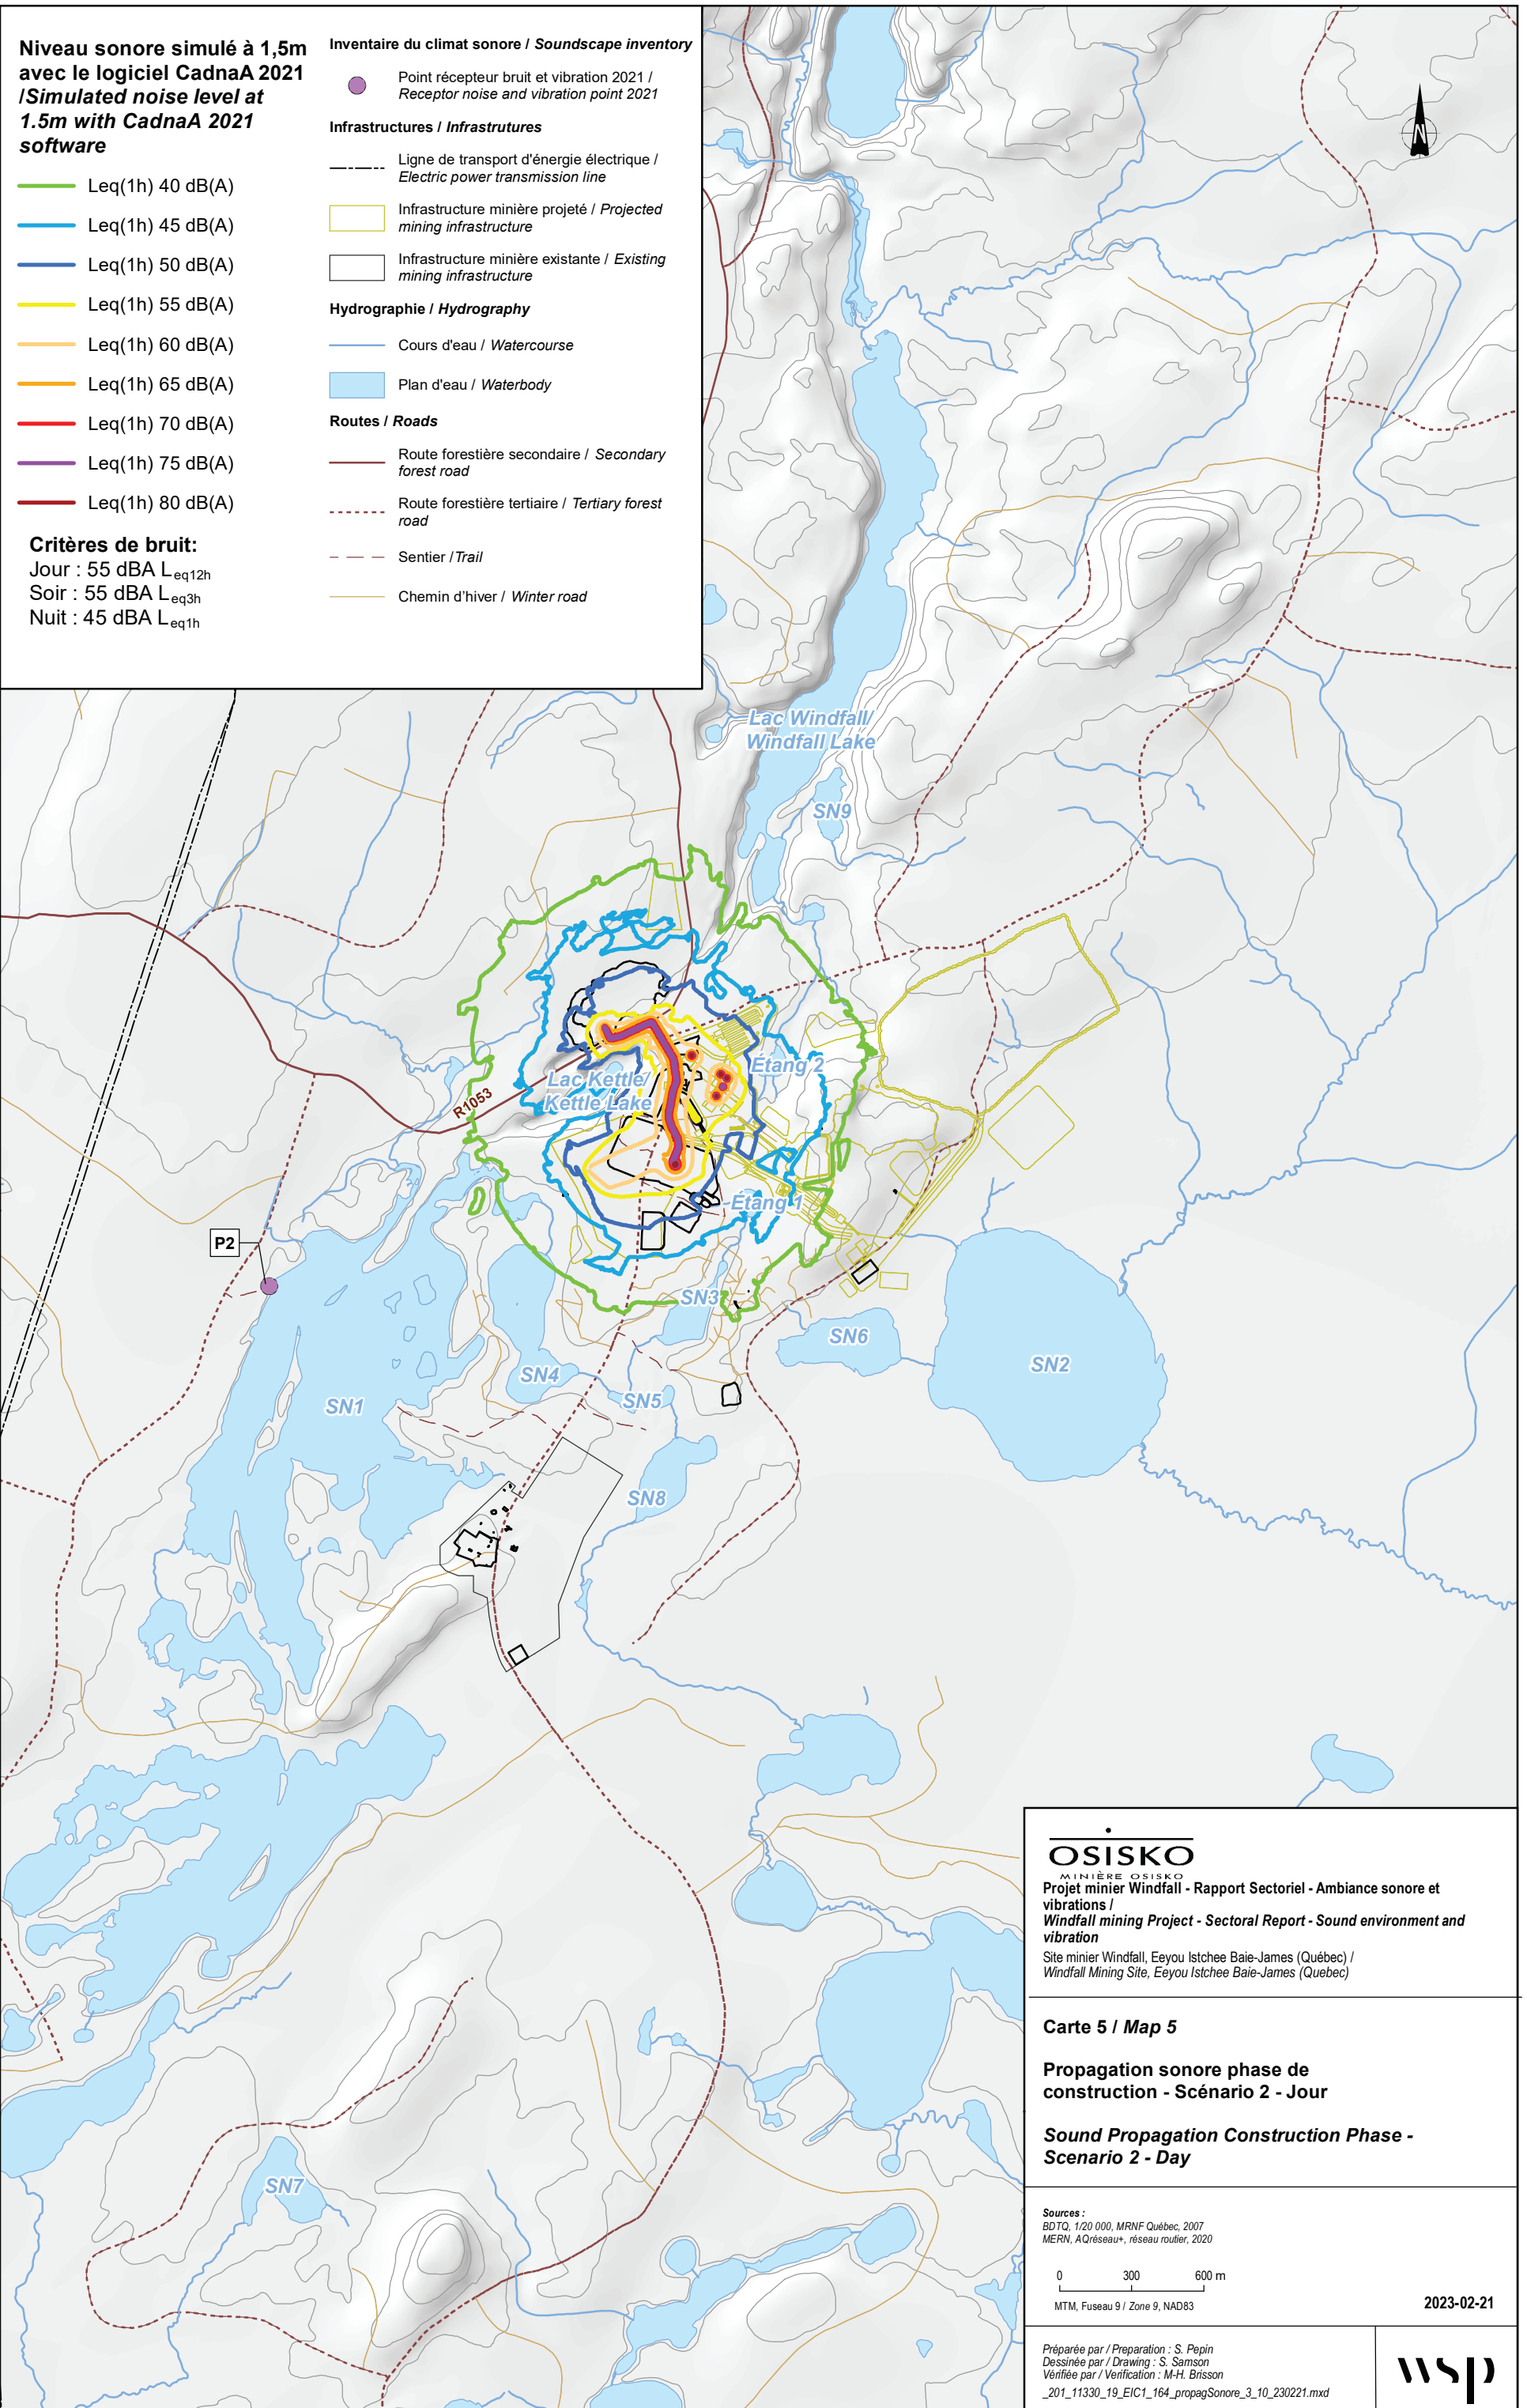 Niveau sonore simulé à 1,5m
avec le logiciel CadnaA 2021
/Simulated noise level at
1.5m with CadnaA 2021
software
Leq(1h) 40 dB(A)
Leq(1h) 45 dB(A)
Leq(1h) 50 dB(A)
Leq(1h) 55 dB(A)
Leq(1h) 60 dB(A)
Leq(1h) 65 dB(A)
Leq(1h) 70 dB(A)
Leq(1h) 75 dB(A)
Leq(1h) 80 dB(A)
Critères de bruit:
Jour : 55 dBA Leq12h
Soir : 55 dBA Leq3h
Nuit : 45 dBA Leq1h
Inventaire du climat sonore / Soundscape inventory
Point récepteur bruit et vibration 2021 /
Receptor noise and vibration point 2021
Infrastructures / Infrastrutures
Ligne de transport d'énergie électrique /
Electric power transmission line
Infrastructure minière projeté / Projected
mining infrastructure
Infrastructure minière existante / Existing
mining infrastructure
Hydrographie / Hydrography
Cours d'eau / Watercourse
Plan d'eau / Waterbody
Routes / Roads
Route forestière secondaire / Secondary
forest road
Route forestière tertiaire / Tertiary forest
road
Sentier /Trail
Chemin d'hiver / Winter road
N
Lac Windfall/
Windfall Lake
SN9
Étang 2
Lac Kettle/
Kettle Lake
R1053
Étang 1
P2
SN3
SN6
SN2
SN4
SN5
SN1
SN8
SN7
OSISKO
MINIÈRE OSISKO
Projet minier Windfall - Rapport Sectoriel - Ambiance sonore et
vibrations /
Windfall mining Project - Sectoral Report - Sound environment and
vibration
Site minier Windfall, Eeyou Istchee Baie-James (Québec) /
Windfall Mining Site, Eeyou Istchee Baie-James (Quebec)
Carte 5 / Map 5
Propagation sonore phase de
construction - Scénario 2 - Jour
Sound Propagation Construction Phase -
Scenario 2 - Day
Sources :
BDTQ, 1/20 000, MRNF Québec, 2007
MERN, AQréseau+, réseau routier, 2020
0 300 600 m
MTM, Fuseau 9 / Zone 9, NAD83
2023-02-21
Préparée par / Preparation : S. Pepin
Dessinée par / Drawing : S. Samson
Vérifiée par / Verification : M-H. Brisson
_201_11330_19_EIC1_164_propagSonore_3_10_230221.mxd
wsp